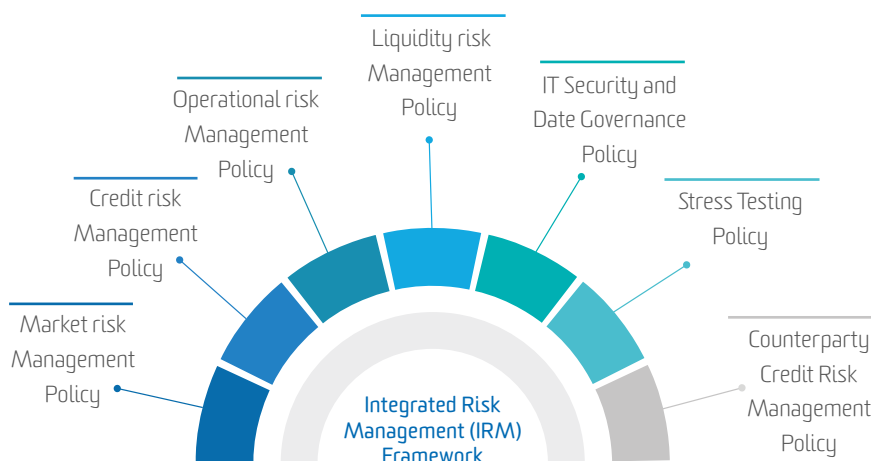 Liquidity risk
Management
Policy
IT Security and
Date Governance
Policy
Operational risk
Management
Policy
Credit risk
Management
Policy
Stress Testing
Policy
Market risk
Management
Policy
Counterparty
Credit Risk
Management
Policy
Integrated Risk
Management (IRM)
Framework